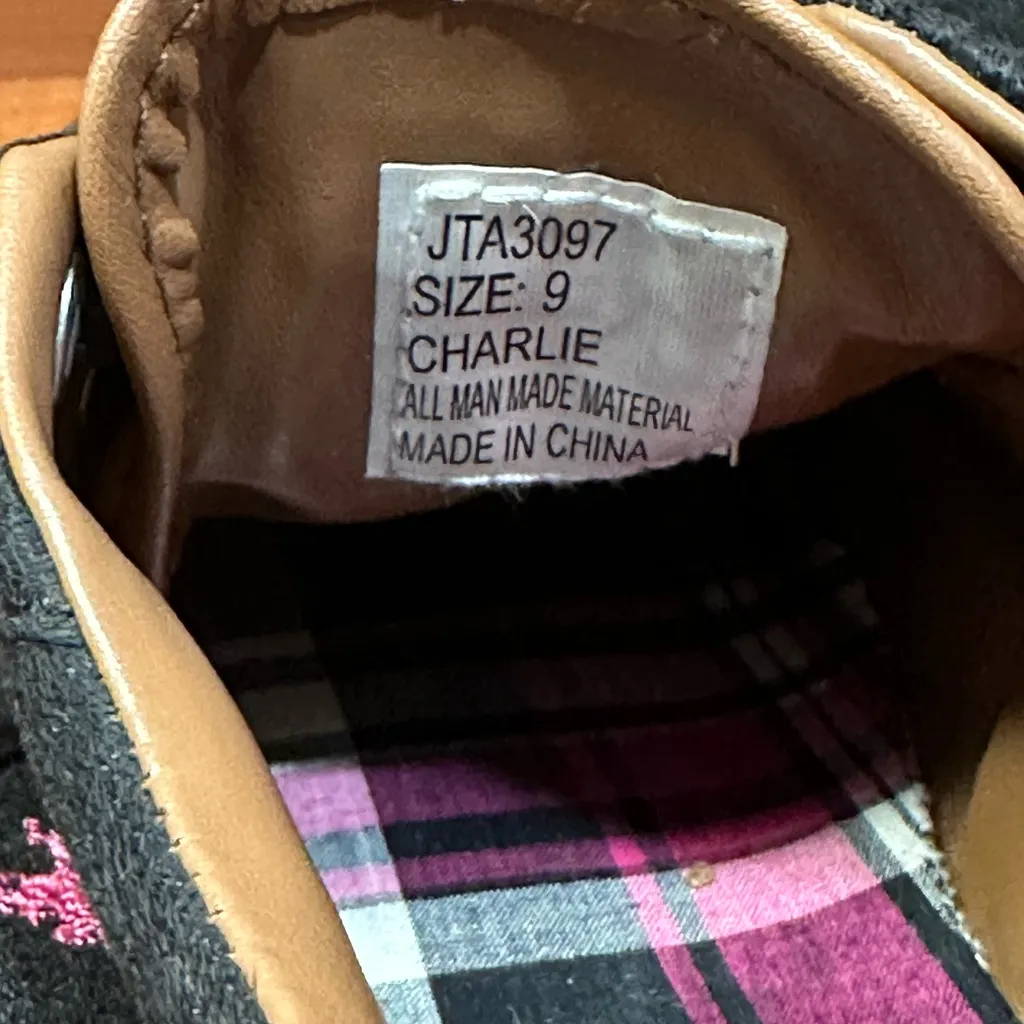 JTA3097
SIZE: 9
CHARLIE
ALL MAN MADE MATERIAL
MADE IN CHINA